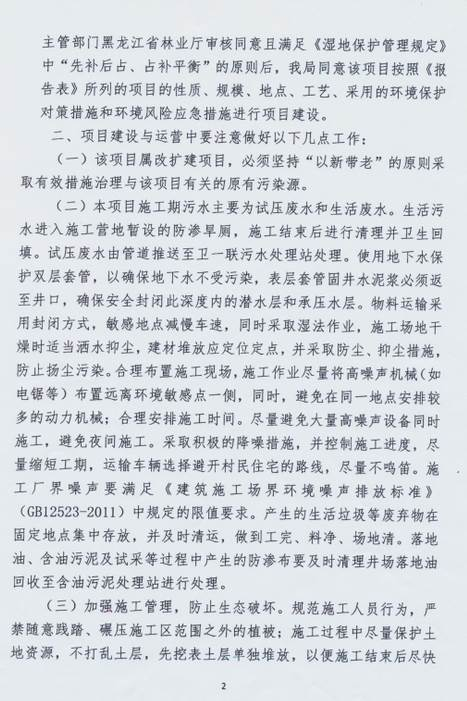 主管部门黑龙江省林业厅审核同意且满足《湿地保护管理规定》
中“先补后占、占补平衡”的原则后，我局同意该项目按照《报
告表》所列的项目的性质、规模、地点、工艺、采用的环境保护
对策措施和环境风险应急措施进行项目建设。
二、项目建设与运营中要注意做好以下几点工作：
（一）该项目属改扩建项目，必须坚持“以新带老”的原则采
取有效措施治理与该项目有关的原有污染源。
（二）本项目施工期污水主要为试压废水和生活废水。生活污
水进入施工营地暂设的防渗旱厕，施工结束后进行清理并卫生回
填。试压废水由管道推送至卫一联污水处理站处理。使用地下水保
护双层套管，以确保地下水不受污染，表层套管固井水泥浆必须返
至井口，确保安全封闭此深度内的潜水层和承压水层。物料运输采
用封闭方式，敏感地点减慢车速，同时采取湿法作业，施工场地干
燥时适当洒水抑尘，建材堆放应定位定点，并采取防尘、抑尘措施，
防止扬尘污染。合理布置施工现场，施工作业尽量将高噪声机械(如
电锯等）布置远离环境敏感点一侧，同时，避免在同一地点安排较
多的动力机械；合理安排施工时间。尽量避免大量高噪声设备同时
施工，避免夜间施工。采取积极的降噪措施，并控制施工进度，尽
量缩短工期，运输车辆选择避开村民住宅的路线，尽量不鸣笛。施
工厂界噪声要满足《建筑施工场界环境噪声排放标准》
（GB12523-2011）中规定的限值要求。产生的生活垃圾等废弃物在
固定地点集中存放，并及时清运，做到工完、料净、场地清。落地
油、含油污泥及试采等过程中产生的防渗布要及时清理井场落地油
回收至含油污泥处理站进行处理。
（三）加强施工管理，防止生态破坏。规范施工人员行为，严
禁随意践踏、碾压施工区范围之外的植被；施工过程中尽量保护土
地资源，不打乱土层，先挖表土层单独堆放，以便施工结束后尽快
2